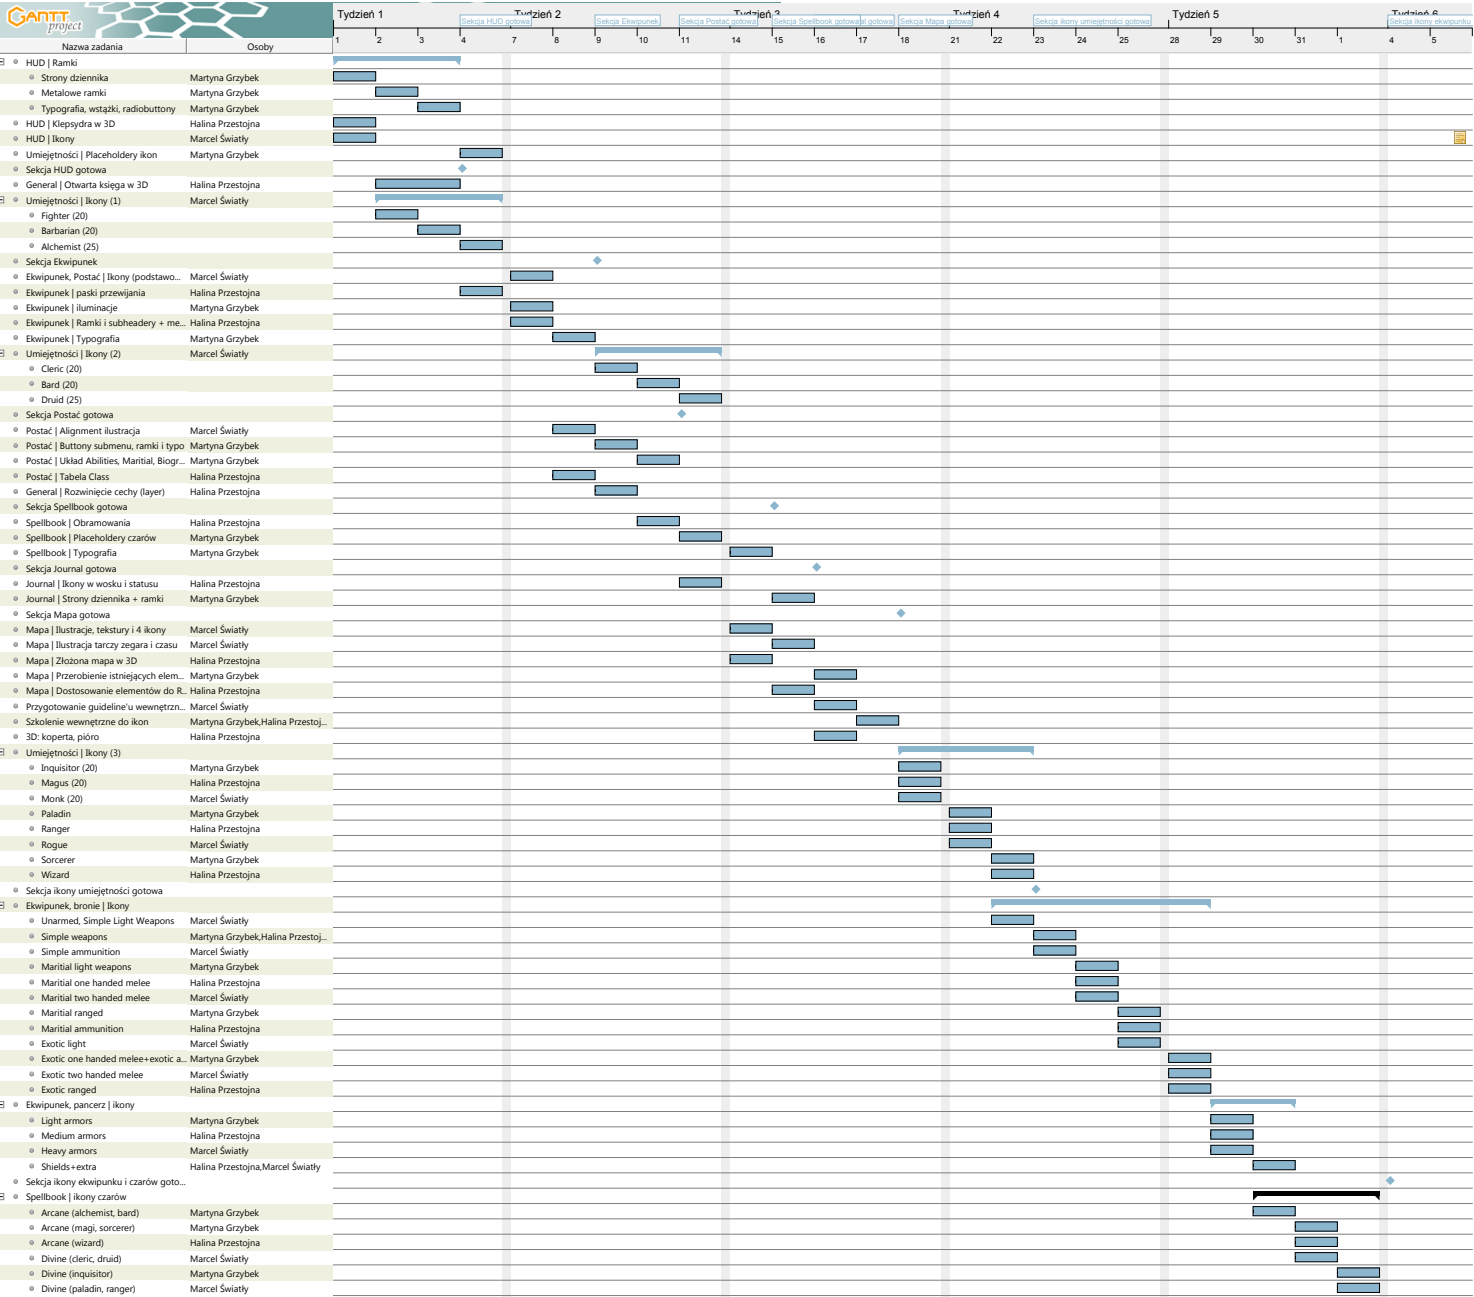 GANTT
project
Tydzień 1
Tydzień 2
Tydzień 3
Tydzień 4
Tydzień 5
Tydzień 6
Sekcja HUD gotowa
Sekcja Ekwipunek
Sekcja Postać gotowa
Sekcja Spellbook gotowa
al gotowa
Sekcja Mapa gotowa
Sekcja ikony umiejętności gotowa
Sekcja ikony ekwipunku
Nazwa zadania Osoby
1 2 3 4 7 8 9 10 11 14 15 16 17 18 21 22 23 24 25 28 29 30 31 1 4 5
HUD | Ramki
Strony dziennika Martyna Grzybek
Metalowe ramki Martyna Grzybek
Typografia, wstążki, radiobuttony Martyna Grzybek
HUD | Klepsydra w 3D Halina Przestojna
HUD | Ikony Marcel Światły
Umiejętności | Placeholdery ikon Martyna Grzybek
Sekcja HUD gotowa
General | Otwarta księga w 3D Halina Przestojna
Umiejętności | Ikony (1) Marcel Światły
Fighter (20)
Barbarian (20)
Alchemist (25)
Sekcja Ekwipunek
Ekwipunek, Postać | Ikony (podstawo... Marcel Światły
Ekwipunek | paski przewijania Halina Przestojna
Ekwipunek | iluminacje Martyna Grzybek
Ekwipunek | Ramki i subheadery + me... Halina Przestojna
Ekwipunek | Typografia Martyna Grzybek
Umiejętności | Ikony (2) Marcel Światły
Cleric (20)
Bard (20)
Druid (25)
Sekcja Postać gotowa
Postać | Alignment ilustracja Marcel Światły
Postać | Buttony submenu, ramki i typo Martyna Grzybek
Postać | Układ Abilities, Maritial, Biogr... Martyna Grzybek
Postać | Tabela Class Halina Przestojna
General | Rozwinięcie cechy (layer) Halina Przestojna
Sekcja Spellbook gotowa
Spellbook | Obramowania Halina Przestojna
Spellbook | Placeholdery czarów Martyna Grzybek
Spellbook | Typografia Martyna Grzybek
Sekcja Journal gotowa
Journal | Ikony w wosku i statusu Halina Przestojna
Journal | Strony dziennika + ramki Martyna Grzybek
Sekcja Mapa gotowa
Mapa | Ilustracje, tekstury i 4 ikony Marcel Światły
Mapa | Ilustracja tarczy zegara i czasu Marcel Światły
Mapa | Złożona mapa w 3D Halina Przestojna
Mapa | Przerobienie istniejących elem... Martyna Grzybek
Mapa | Dostosowanie elementów do R... Halina Przestojna
Przygotowanie guideline'u wewnętrzn... Marcel Światły
Szkolenie wewnętrzne do ikon Martyna Grzybek,Halina Przestoj...
3D: koperta, pióro Halina Przestojna
Umiejętności | Ikony (3)
Inquisitor (20) Martyna Grzybek
Magus (20) Halina Przestojna
Monk (20) Marcel Światły
Paladin Martyna Grzybek
Ranger Halina Przestojna
Rogue Marcel Światły
Sorcerer Martyna Grzybek
Wizard Halina Przestojna
Sekcja ikony umiejętności gotowa
Ekwipunek, bronie | Ikony
Unarmed, Simple Light Weapons Marcel Światły
Simple weapons Martyna Grzybek,Halina Przestoj...
Simple ammunition Marcel Światły
Maritial light weapons Martyna Grzybek
Maritial one handed melee Halina Przestojna
Maritial two handed melee Marcel Światły
Maritial ranged Martyna Grzybek
Maritial ammunition Halina Przestojna
Exotic light Marcel Światły
Exotic one handed melee+exotic a... Martyna Grzybek
Exotic two handed melee Marcel Światły
Exotic ranged Halina Przestojna
Ekwipunek, pancerz | ikony
Light armors Martyna Grzybek
Medium armors Halina Przestojna
Heavy armors Marcel Światły
Shields+extra Halina Przestojna,Marcel Światły
Sekcja ikony ekwipunku i czarów goto...
Spellbook | ikony czarów
Arcane (alchemist, bard) Martyna Grzybek
Arcane (magi, sorcerer) Martyna Grzybek
Arcane (wizard) Halina Przestojna
Divine (cleric, druid) Marcel Światły
Divine (inquisitor) Martyna Grzybek
Divine (paladin, ranger) Marcel Światły